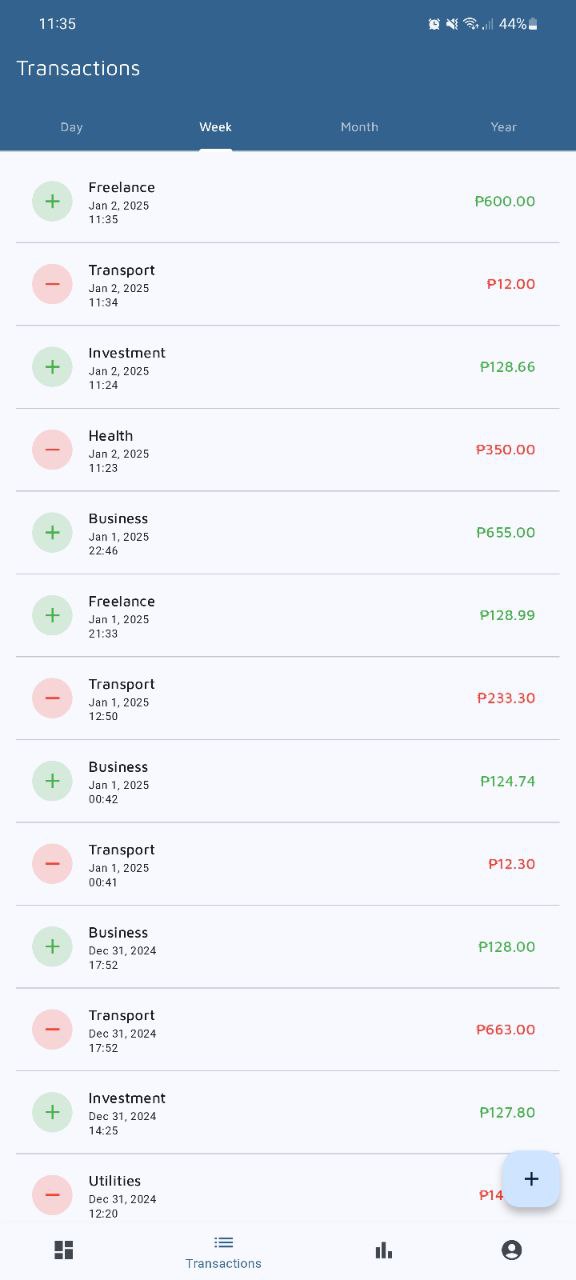 11:35
44%
Transactions
Day
Week
Month
Year
Freelance
Jan 2, 2025
11:35
₱600.00
Transport
Jan 2, 2025
11:34
₱12.00
Investment
Jan 2, 2025
11:24
₱128.66
Health
Jan 2, 2025
11:23
₱350.00
Business
Jan 1, 2025
22:46
₱655.00
Freelance
Jan 1, 2025
21:33
₱128.99
Transport
Jan 1, 2025
12:50
₱233.30
Business
Jan 1, 2025
00:42
₱124.74
Transport
Jan 1, 2025
00:41
₱12.30
Business
Dec 31, 2024
17:52
₱128.00
Transport
Dec 31, 2024
17:52
₱663.00
Investment
Dec 31, 2024
14:25
₱127.80
Utilities
Dec 31, 2024
12:20
Transactions